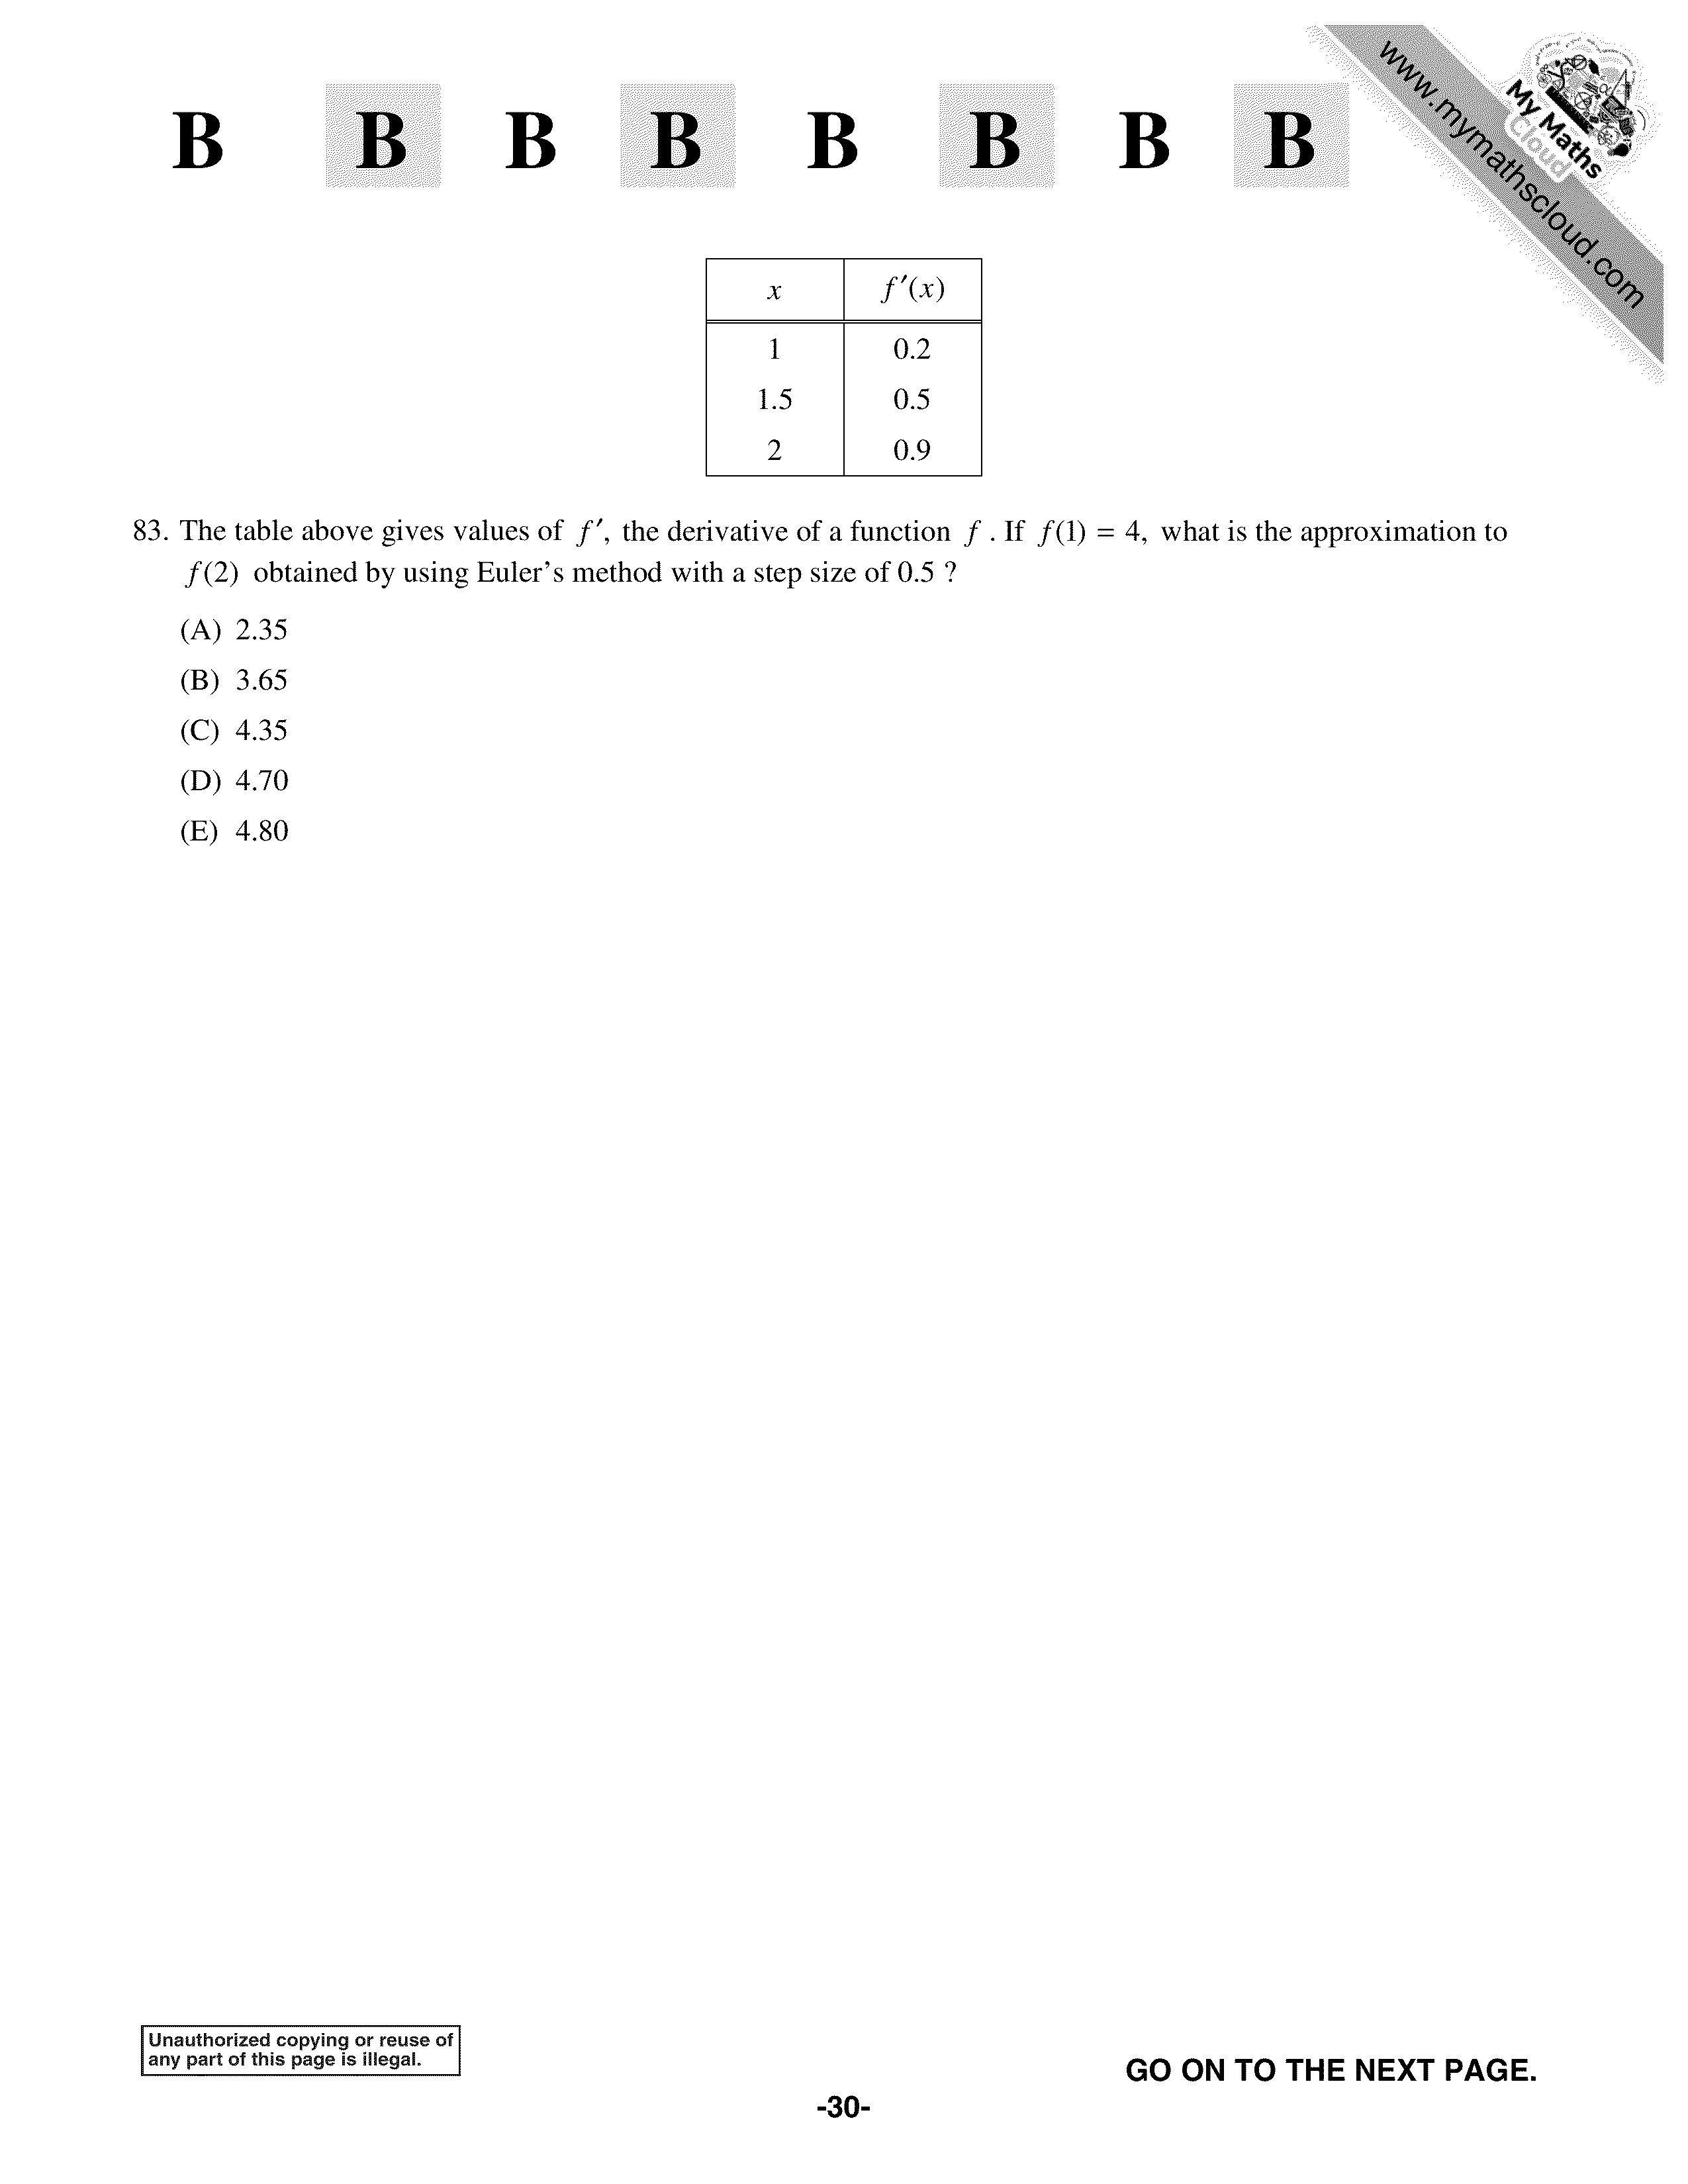 B B B B B B B B
www.mymathscloud.com
My Maths
Cloud
x f′(x)
1 0.2
1.5 0.5
2 0.9
83. The table above gives values of f′, the derivative of a function f. If f(1) = 4, what is the approximation to
f(2) obtained by using Euler’s method with a step size of 0.5 ?
(A) 2.35
(B) 3.65
(C) 4.35
(D) 4.70
(E) 4.80
Unauthorized copying or reuse of
any part of this page is illegal.
GO ON TO THE NEXT PAGE.
-30-